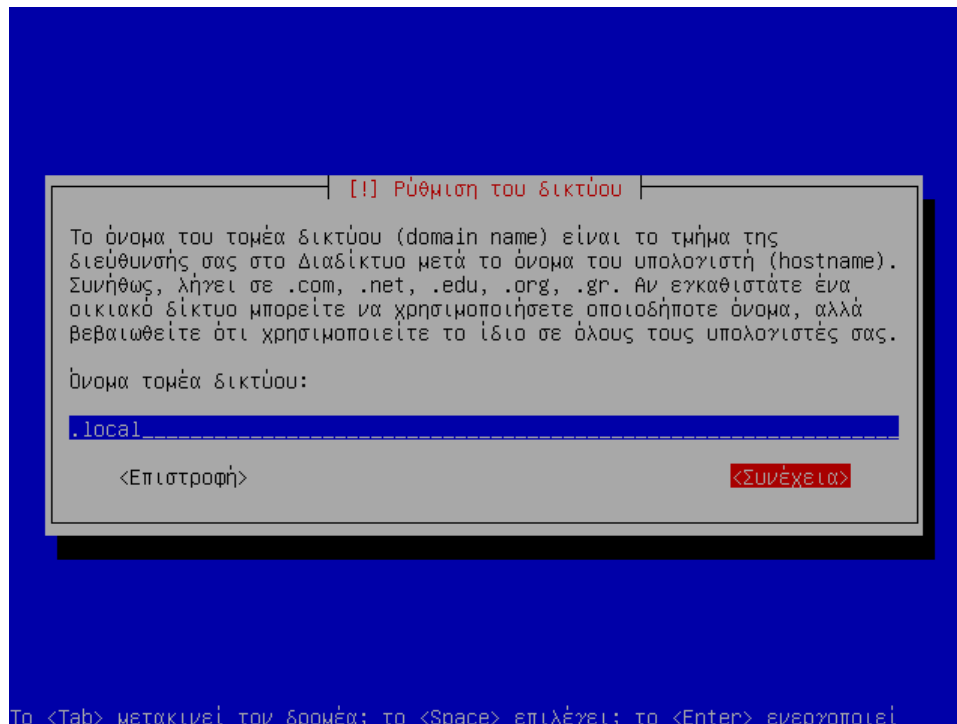 [!] Ρύθμιση του δικτύου
Το όνομα του τομέα δικτύου (domain name) είναι το τμήμα της
διεύθυνσής σας στο Διαδίκτυο μετά το όνομα του υπολογιστή (hostname).
Συνήθως, λήγει σε .com, .net, .edu, .org, .gr. Αν εγκαθιστάτε ένα
οικιακό δίκτυο μπορείτε να χρησιμοποιήσετε οποιοδήποτε όνομα, αλλά
βεβαιωθείτε ότι χρησιμοποιείτε το ίδιο σε όλους τους υπολογιστές σας.
Όνομα τομέα δικτύου:
.local
<Επιστροφή> <Συνέχεια>
Το <Tab> μετακινεί τον δρομέα; το <Space> επιλέγει; το <Enter> ενεργοποιεί